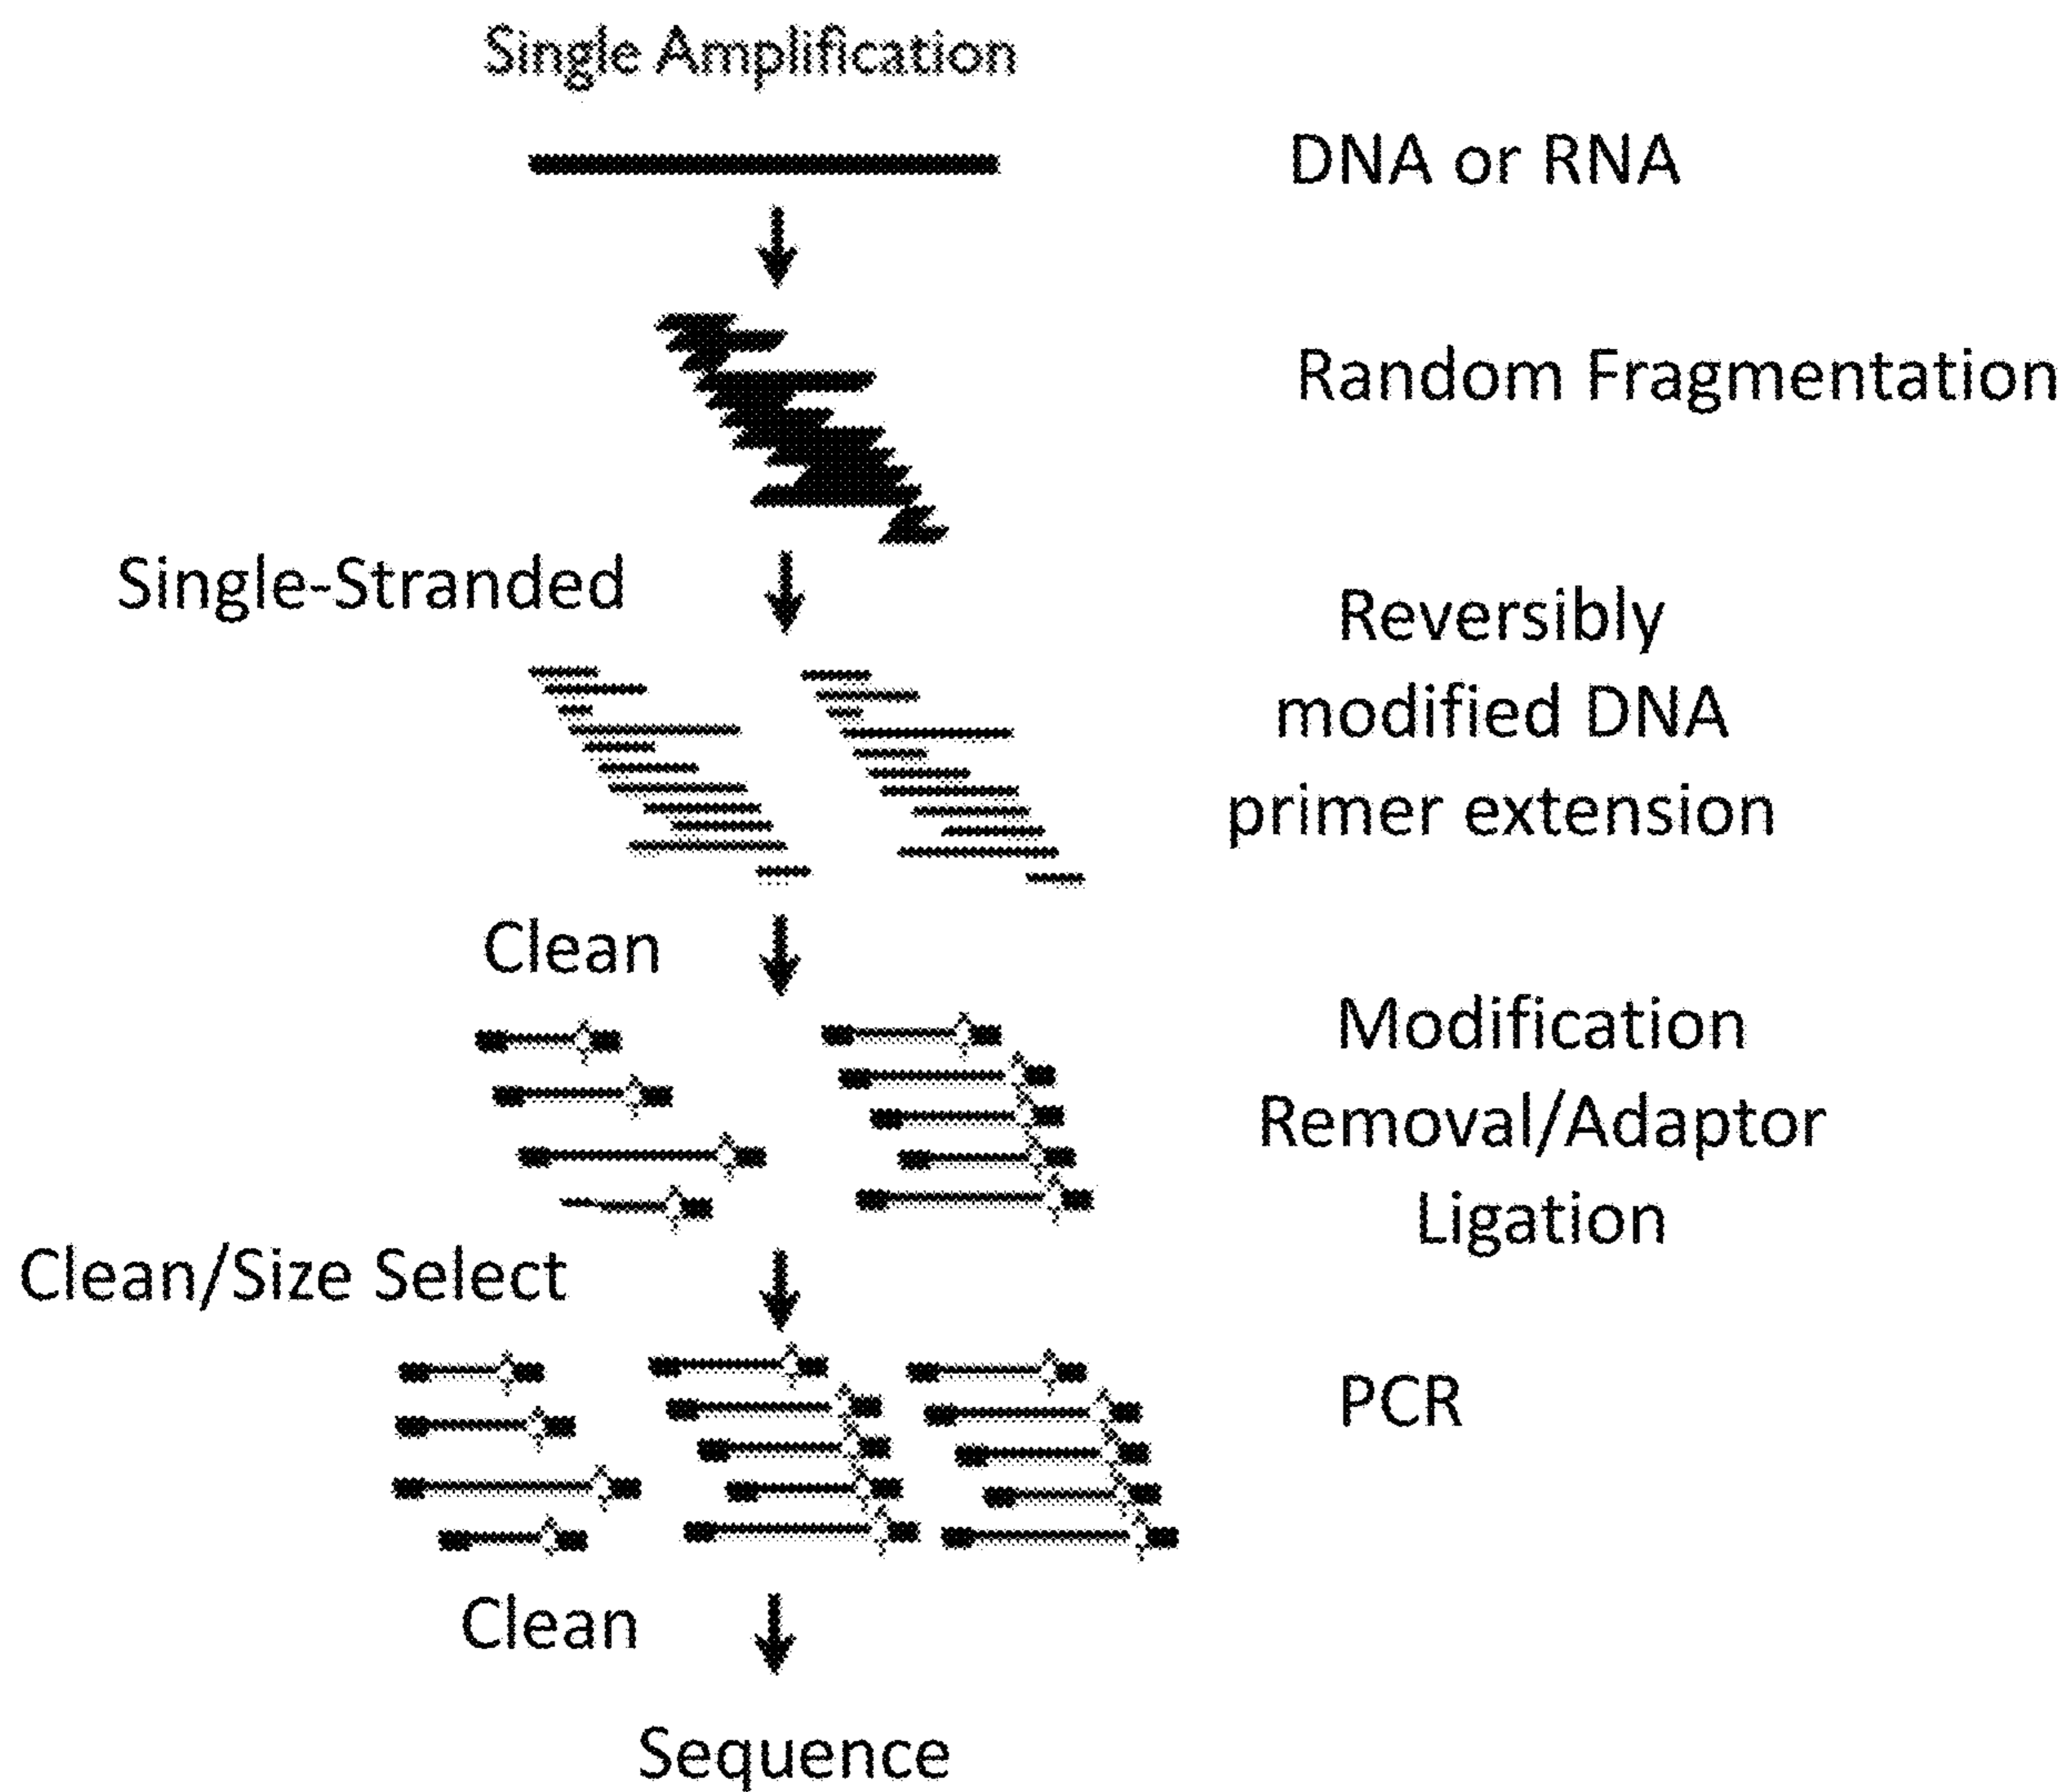 Single Amplification
DNA or RNA
Random Fragmentation
Single-Stranded
Reversibly
modified DNA
primer extension
Clean
Modification
Removal/Adaptor
Ligation
Clean/Size Select
PCR
Clean
Sequence